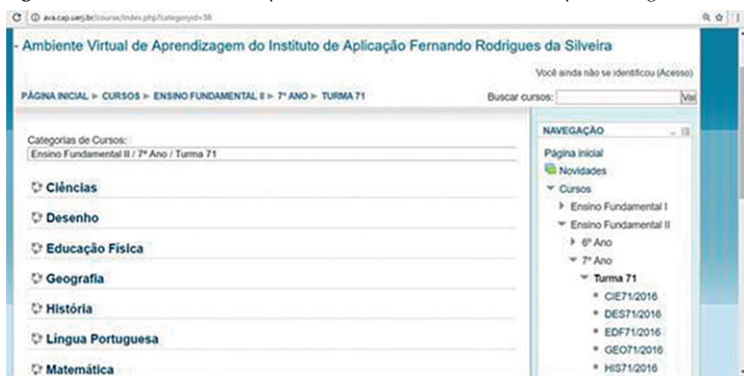 ava.cap.uerj.br/course/index.php?categoryid=38
- Ambiente Virtual de Aprendizagem do Instituto de Aplicação Fernando Rodrigues da Silveira
Você ainda não se identificou (Acesso)
PÁGINA INICIAL ► CURSOS ► ENSINO FUNDAMENTAL II ► 7º ANO ► TURMA 71
Buscar cursos: Vai
Categorias de Cursos:
Ensino Fundamental II / 7º Ano / Turma 71
Ciências
Desenho
Educação Física
Geografia
História
Língua Portuguesa
Matemática
NAVEGAÇÃO
Página inicial
Novidades
Cursos
Ensino Fundamental I
Ensino Fundamental II
6º Ano
7º Ano
Turma 71
CIE71/2016
DES71/2016
EDF71/2016
GEO71/2016
HIS71/2016